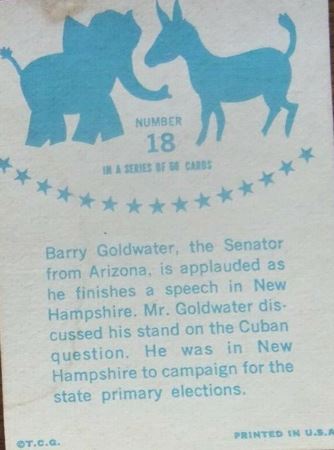 NUMBER
18
IN A SERIES OF 66 CARDS
Barry Goldwater, the Senator
from Arizona, is applauded as
he finishes a speech in New
Hampshire. Mr. Goldwater dis-
cussed his stand on the Cuban
question. He was in New
Hampshire to campaign for the
state primary elections.
©T.C.G.
PRINTED IN U.S.A